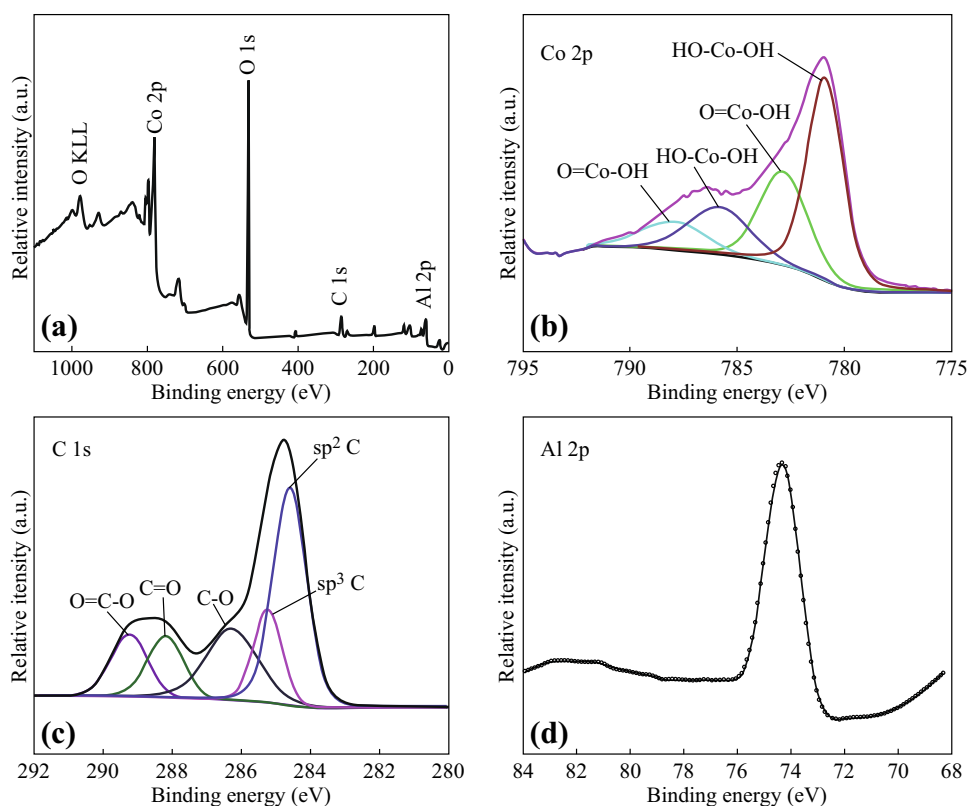 Relative intensity (a.u.)
O KLL
Co 2p
O 1s
C 1s
Al 2p
(a)
1000 800 600 400 200 0
Binding energy (eV)
Relative itensity (a.u.)
Co 2p
HO-Co-OH
O=Co-OH
HO-Co-OH
O=Co-OH
(b)
795 790 785 780 775
Binding energy (eV)
Relative itensity (a.u.)
C 1s
sp² C
sp³ C
C-O
C=O
O=C-O
(c)
292 290 288 286 284 282 280
Binding energy (eV)
Relative itensity (a.u.)
Al 2p
(d)
84 82 80 78 76 74 72 70 68
Binding energy (eV)